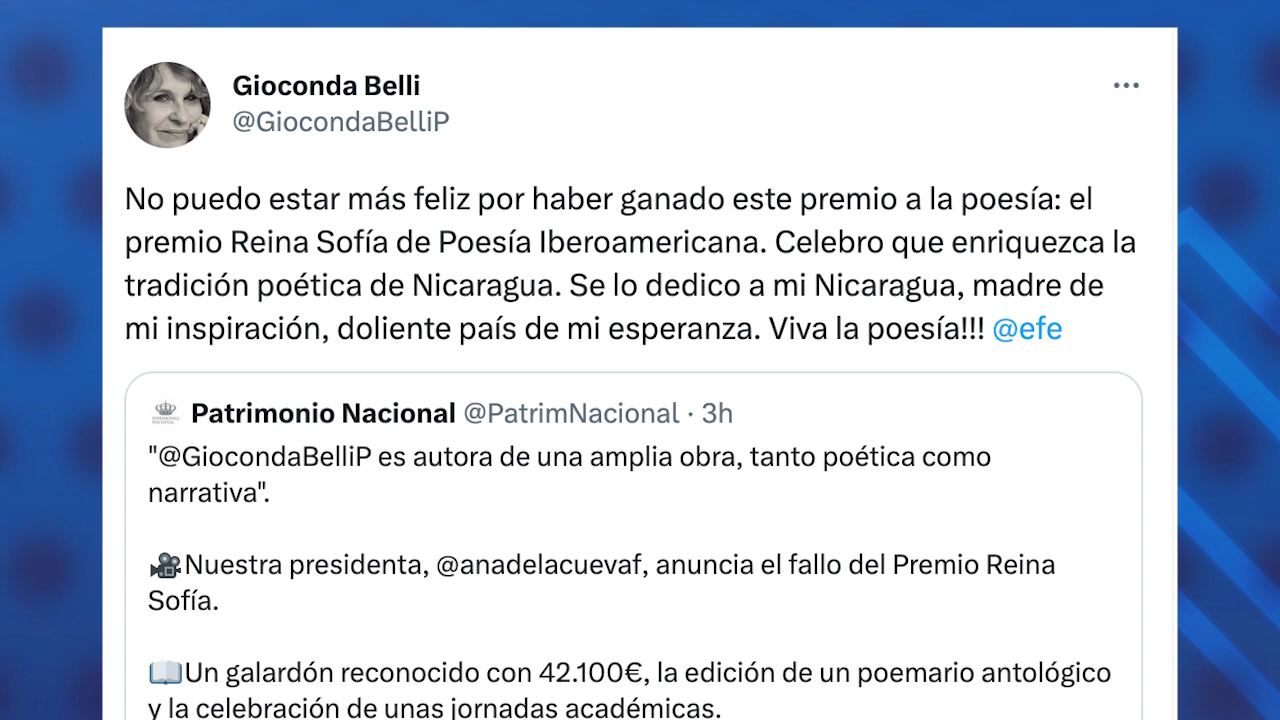 Gioconda Belli
@GiocondaBelliP
No puedo estar más feliz por haber ganado este premio a la poesía: el
premio Reina Sofía de Poesía Iberoamericana. Celebro que enriquezca la
tradición poética de Nicaragua. Se lo dedico a mi Nicaragua, madre de
mi inspiración, doliente país de mi esperanza. Viva la poesía!!! @efe
Patrimonio Nacional @PatrimNacional · 3h
"@GiocondaBelliP es autora de una amplia obra, tanto poética como
narrativa".
🎥Nuestra presidenta, @anadelacuevaf, anuncia el fallo del Premio Reina
Sofía.
📖Un galardón reconocido con 42.100€, la edición de un poemario antológico
y la celebración de unas jornadas académicas.